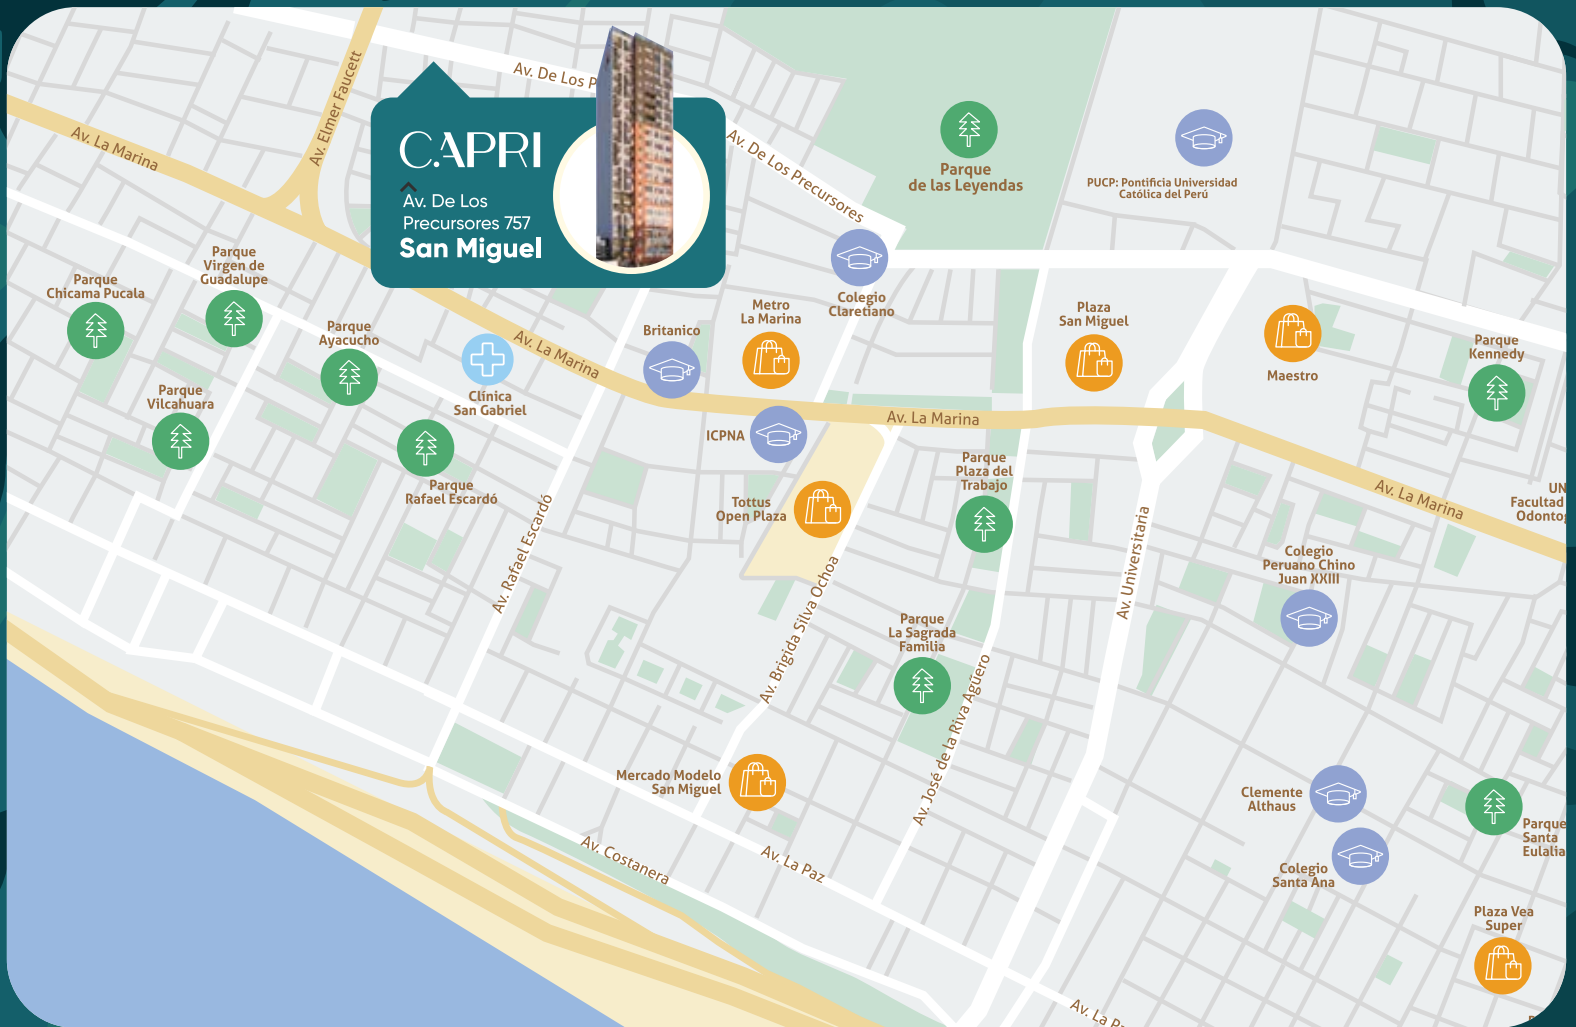 Av. La Marina
Av. Elmer Faucett
Av. De Los P
CAPRI
Av. De Los
Precursores 757
San Miguel
Av. De Los Precursores
Parque
de las Leyendas
PUCP: Pontificia Universidad
Católica del Perú
Parque
Chicama Pucala
Parque
Virgen de
Guadalupe
Parque
Ayacucho
Parque
Vilcahuara
Clínica
San Gabriel
Parque
Rafael Escardó
Av. La Marina
Britanico
Metro
La Marina
Colegio
Claretiano
ICPNA
Av. La Marina
Plaza
San Miguel
Maestro
Parque
Kennedy
Tottus
Open Plaza
Parque
Plaza del
Trabajo
Av. La Marina
UN
Facultad
Odonto
Av. Rafael Escardó
Av. Brigida Silva Ochoa
Av. Universitaria
Colegio
Peruano Chino
Juan XXIII
Parque
La Sagrada
Familia
Av. José de la Riva Agüero
Mercado Modelo
San Miguel
Av. Costanera
Av. La Paz
Clemente
Althaus
Colegio
Santa Ana
Parque
Santa
Eulalia
Plaza Vea
Super
Av. La P